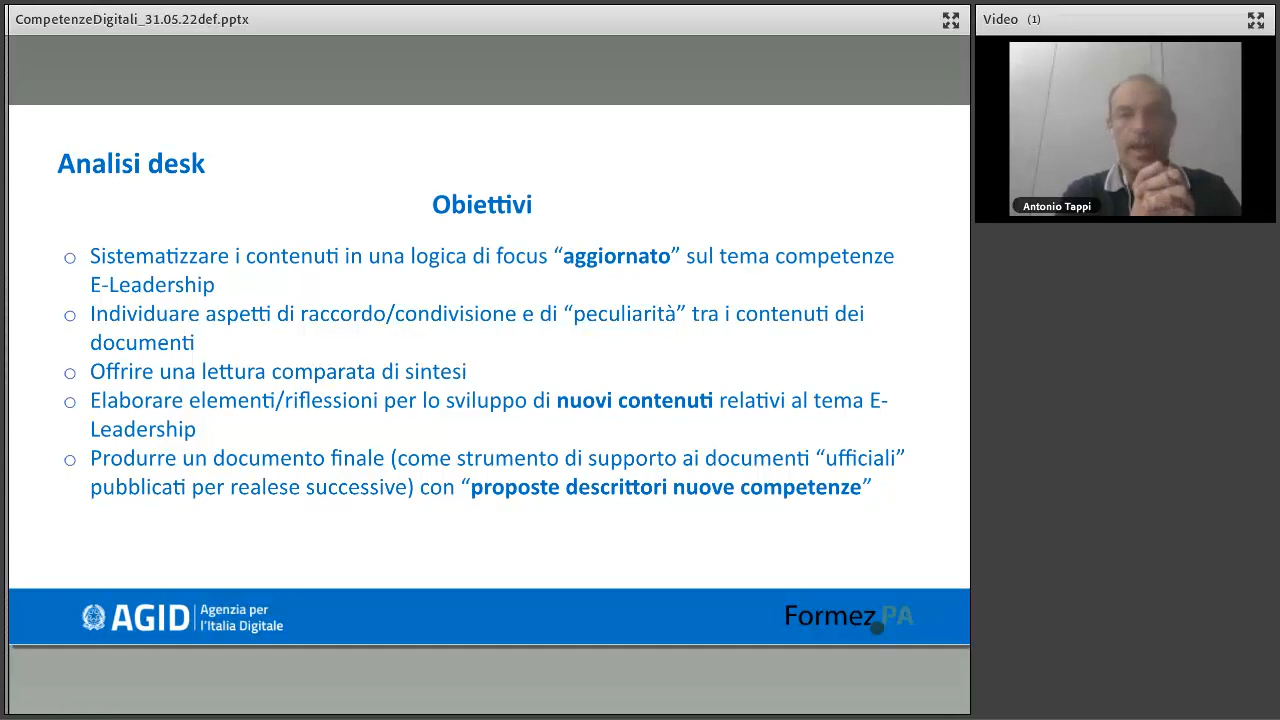 CompetenzeDigitali_31.05.22def.pptx
Video (1)
Antonio Tappi
Analisi desk
Obiettivi
○ Sistematizzare i contenuti in una logica di focus “aggiornato” sul tema competenze
E-Leadership
○ Individuare aspetti di raccordo/condivisione e di “peculiarità” tra i contenuti dei
documenti
○ Offrire una lettura comparata di sintesi
○ Elaborare elementi/riflessioni per lo sviluppo di nuovi contenuti relativi al tema E-
Leadership
○ Produrre un documento finale (come strumento di supporto ai documenti “ufficiali”
pubblicati per realese successive) con “proposte descrittori nuove competenze”
AGID
Agenzia per
l'Italia Digitale
Formez PA